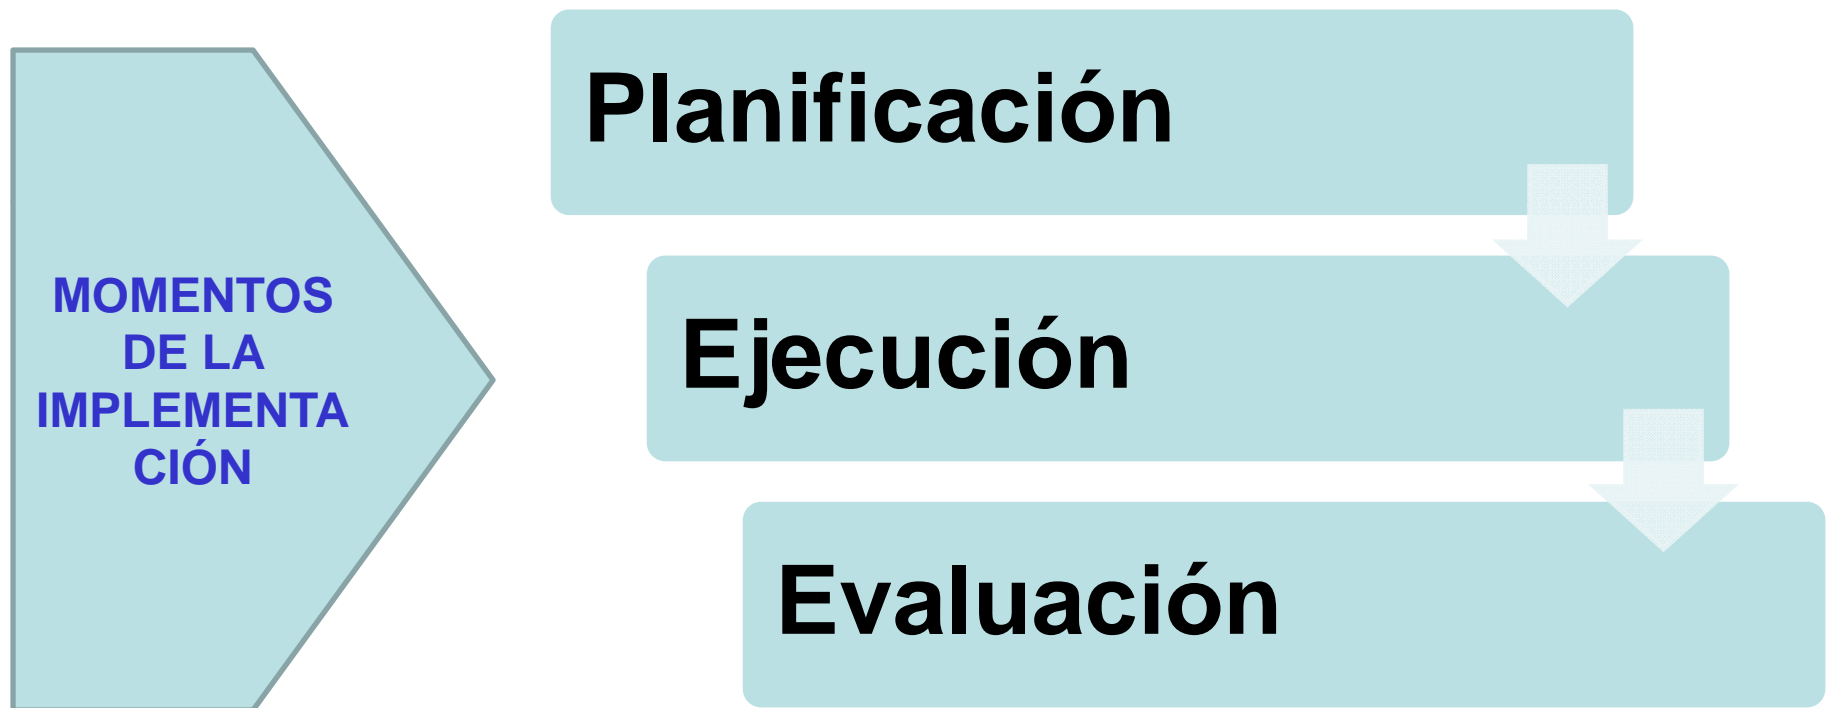 MOMENTOS
DE LA
IMPLEMENTA
CIÓN
Planificación
Ejecución
Evaluación